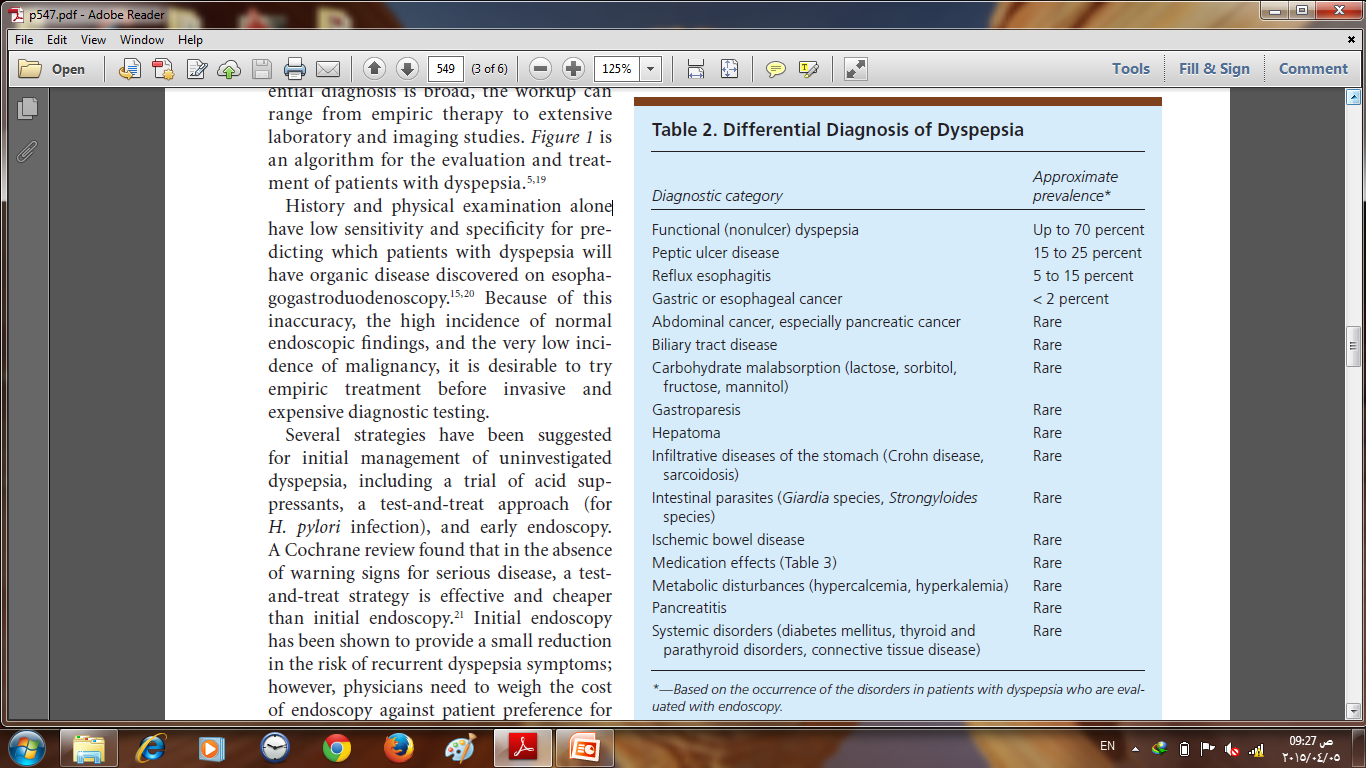 p547.pdf - Adobe Reader
File Edit View Window Help
Open
549 (3 of 6)
125%
Tools Fill & Sign Comment
ential diagnosis is broad, the workup can
range from empiric therapy to extensive
laboratory and imaging studies. Figure 1 is
an algorithm for the evaluation and treat-
ment of patients with dyspepsia.5,19
History and physical examination alone
have low sensitivity and specificity for pre-
dicting which patients with dyspepsia will
have organic disease discovered on esopha-
gogastroduodenoscopy.15,20 Because of this
inaccuracy, the high incidence of normal
endoscopic findings, and the very low inci-
dence of malignancy, it is desirable to try
empiric treatment before invasive and
expensive diagnostic testing.
Several strategies have been suggested
for initial management of uninvestigated
dyspepsia, including a trial of acid sup-
pressants, a test-and-treat approach (for
H. pylori infection), and early endoscopy.
A Cochrane review found that in the absence
of warning signs for serious disease, a test-
and-treat strategy is effective and cheaper
than initial endoscopy.21 Initial endoscopy
has been shown to provide a small reduction
in the risk of recurrent dyspepsia symptoms;
however, physicians need to weigh the cost
of endoscopy against patient preference for
Table 2. Differential Diagnosis of Dyspepsia
Approximate
Diagnostic category prevalence*
Functional (nonulcer) dyspepsia Up to 70 percent
Peptic ulcer disease 15 to 25 percent
Reflux esophagitis 5 to 15 percent
Gastric or esophageal cancer < 2 percent
Abdominal cancer, especially pancreatic cancer Rare
Biliary tract disease Rare
Carbohydrate malabsorption (lactose, sorbitol, Rare
fructose, mannitol)
Gastroparesis Rare
Hepatoma Rare
Infiltrative diseases of the stomach (Crohn disease, Rare
sarcoidosis)
Intestinal parasites (Giardia species, Strongyloides Rare
species)
Ischemic bowel disease Rare
Medication effects (Table 3) Rare
Metabolic disturbances (hypercalcemia, hyperkalemia) Rare
Pancreatitis Rare
Systemic disorders (diabetes mellitus, thyroid and Rare
parathyroid disorders, connective tissue disease)
*—Based on the occurrence of the disorders in patients with dyspepsia who are eval-
uated with endoscopy.
EN
09:27 ص
٢٠١٥/٠٤/٠٥